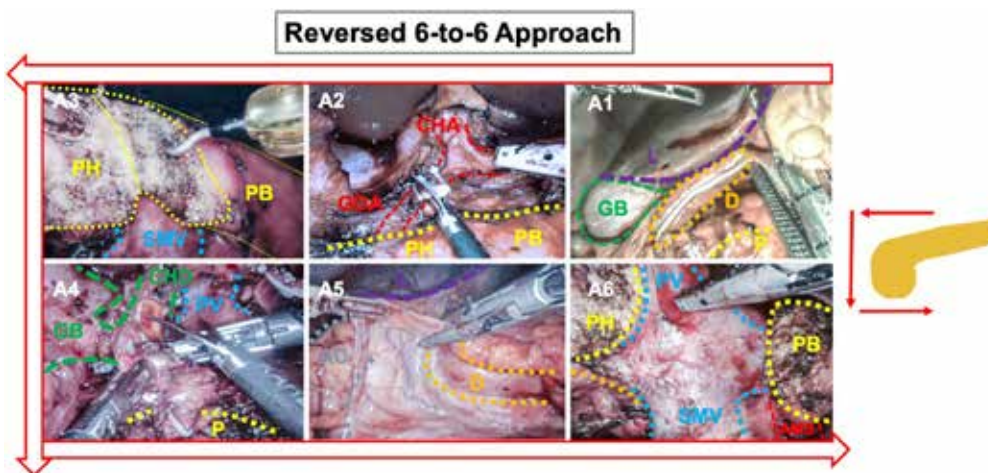 Reversed 6-to-6 Approach
A3
PH
PB
SMV
A2
CHA
GDA
PH
PB
A1
L
GB
D
P
A4
CHD
PV
GB
P
A5
L
D
A6
PV
PH
PB
SMV